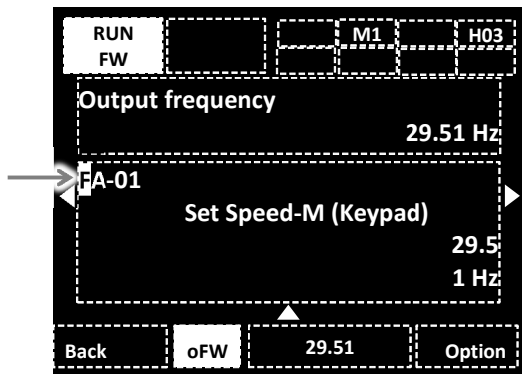 RUN M1 H03
FW
Output frequency
29.51 Hz
FA-01
Set Speed-M (Keypad)
29.5
1 Hz
Back oFW 29.51 Option